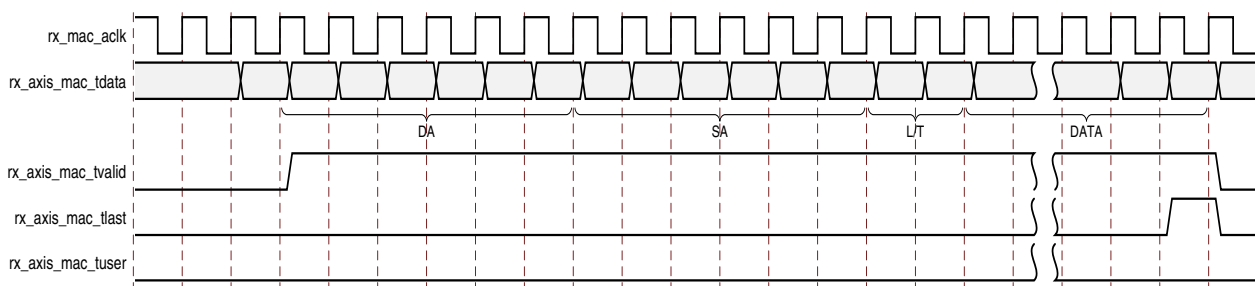 rx_mac_aclk
rx_axis_mac_tdata
DA SA L/T DATA
rx_axis_mac_tvalid
rx_axis_mac_tlast
rx_axis_mac_tuser